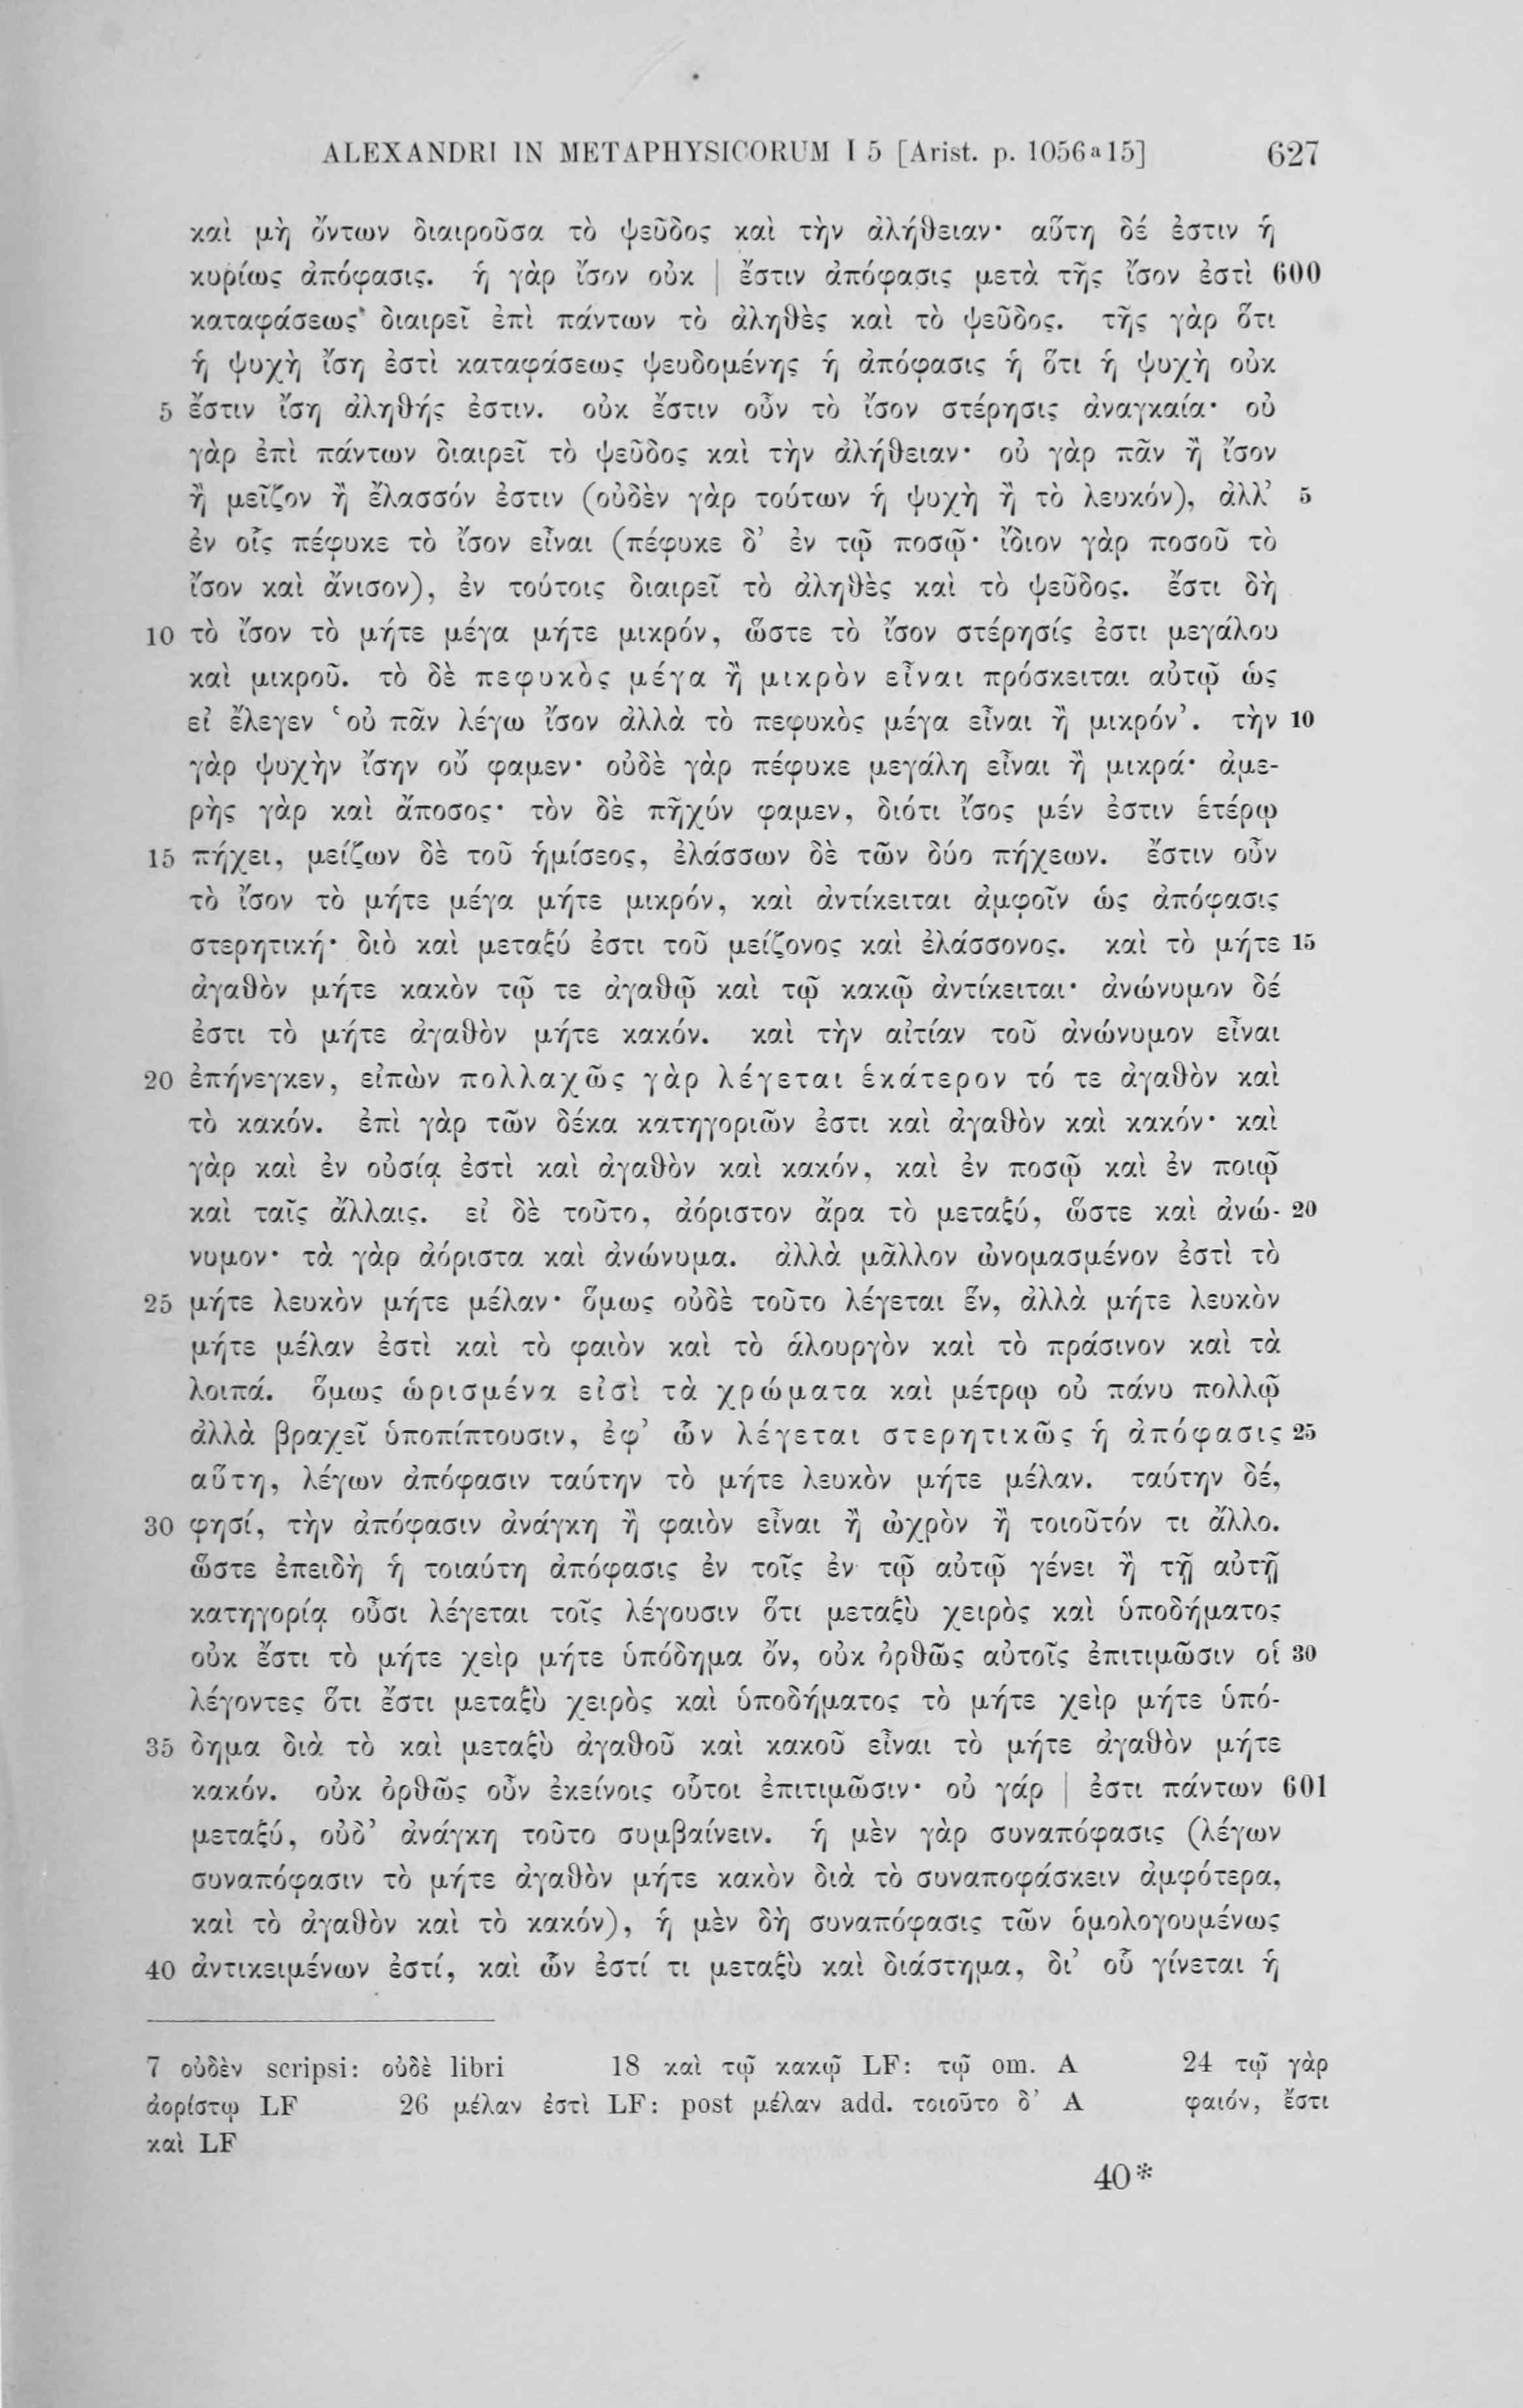 ALEXANDRI IN METAPHYSICORUM I 5 [Arist. p. 1056a15] 627
καὶ μὴ ὄντων διαιροῦσα τὸ ψεῦδος καὶ τὴν ἀλήθειαν· αὕτη δέ ἐστιν ἡ
κυρίως ἀπόφασις. ἡ γὰρ ἴσον οὐκ | ἔστιν ἀπόφασις μετὰ τῆς ἴσον ἐστὶ 600
καταφάσεως· διαιρεῖ ἐπὶ πάντων τὸ ἀληθὲς καὶ τὸ ψεῦδος. τῆς γὰρ ὅτι
ἡ ψυχὴ ἴση ἐστὶ καταφάσεως ψευδομένης ἡ ἀπόφασις ἡ ὅτι ἡ ψυχὴ οὐκ
5 ἔστιν ἴση ἀληθής ἐστιν. οὐκ ἔστιν οὖν τὸ ἴσον στέρησις ἀναγκαία· οὐ
γὰρ ἐπὶ πάντων διαιρεῖ τὸ ψεῦδος καὶ τὴν ἀλήθειαν· οὐ γὰρ πᾶν ἢ ἴσον
ἢ μεῖζον ἢ ἔλασσόν ἐστιν (οὐδὲν γὰρ τούτων ἡ ψυχὴ ἢ τὸ λευκόν), ἀλλ’ 5
ἐν οἷς πέφυκε τὸ ἴσον εἶναι (πέφυκε δ’ ἐν τῷ ποσῷ· ἴδιον γὰρ ποσοῦ τὸ
ἴσον καὶ ἄνισον), ἐν τούτοις διαιρεῖ τὸ ἀληθὲς καὶ τὸ ψεῦδος. ἔστι δὴ
10 τὸ ἴσον τὸ μήτε μέγα μήτε μικρόν, ὥστε τὸ ἴσον στέρησίς ἐστι μεγάλου
καὶ μικροῦ. τὸ δὲ πεφυκὸς μέγα ἢ μικρὸν εἶναι πρόσκειται αὐτῷ ὡς
εἰ ἔλεγεν ‘οὐ πᾶν λέγω ἴσον ἀλλὰ τὸ πεφυκὸς μέγα εἶναι ἢ μικρόν’. τὴν 10
γὰρ ψυχὴν ἴσην οὔ φαμεν· οὐδὲ γὰρ πέφυκε μεγάλη εἶναι ἢ μικρά· ἀμε-
ρὴς γὰρ καὶ ἄποσος· τὸν δὲ πῆχύν φαμεν, διότι ἴσος μέν ἐστιν ἑτέρῳ
15 πήχει, μείζων δὲ τοῦ ἡμίσεος, ἐλάσσων δὲ τῶν δύο πήχεων. ἔστιν οὖν
τὸ ἴσον τὸ μήτε μέγα μήτε μικρόν, καὶ ἀντίκειται ἀμφοῖν ὡς ἀπόφασις
στερητική· διὸ καὶ μεταξύ ἐστι τοῦ μείζονος καὶ ἐλάσσονος. καὶ τὸ μήτε 15
ἀγαθὸν μήτε κακὸν τῷ τε ἀγαθῷ καὶ τῷ κακῷ ἀντίκειται· ἀνώνυμον δέ
ἐστι τὸ μήτε ἀγαθὸν μήτε κακόν. καὶ τὴν αἰτίαν τοῦ ἀνώνυμον εἶναι
20 ἐπήνεγκεν, εἰπὼν πολλαχῶς γὰρ λέγεται ἑκάτερον τό τε ἀγαθὸν καὶ
τὸ κακόν. ἐπὶ γὰρ τῶν δέκα κατηγοριῶν ἐστι καὶ ἀγαθὸν καὶ κακόν· καὶ
γὰρ καὶ ἐν οὐσίᾳ ἐστὶ καὶ ἀγαθὸν καὶ κακόν, καὶ ἐν ποσῷ καὶ ἐν ποιῷ
καὶ ταῖς ἄλλαις. εἰ δὲ τοῦτο, ἀόριστον ἄρα τὸ μεταξύ, ὥστε καὶ ἀνώ- 20
νυμον· τὰ γὰρ ἀόριστα καὶ ἀνώνυμα. ἀλλὰ μᾶλλον ὠνομασμένον ἐστὶ τὸ
25 μήτε λευκὸν μήτε μέλαν· ὅμως οὐδὲ τοῦτο λέγεται ἕν, ἀλλὰ μήτε λευκὸν
μήτε μέλαν ἐστὶ καὶ τὸ φαιὸν καὶ τὸ ἁλουργὸν καὶ τὸ πράσινον καὶ τὰ
λοιπά. ὅμως ὡρισμένα εἰσὶ τὰ χρώματα καὶ μέτρῳ οὐ πάνυ πολλῷ
ἀλλὰ βραχεῖ ὑποπίπτουσιν, ἐφ’ ὧν λέγεται στερητικῶς ἡ ἀπόφασις 25
αὕτη, λέγων ἀπόφασιν ταύτην τὸ μήτε λευκὸν μήτε μέλαν. ταύτην δέ,
30 φησί, τὴν ἀπόφασιν ἀνάγκη ἢ φαιὸν εἶναι ἢ ὠχρὸν ἢ τοιοῦτόν τι ἄλλο.
ὥστε ἐπειδὴ ἡ τοιαύτη ἀπόφασις ἐν τοῖς ἐν τῷ αὐτῷ γένει ἢ τῇ αὐτῇ
κατηγορίᾳ οὖσι λέγεται τοῖς λέγουσιν ὅτι μεταξὺ χειρὸς καὶ ὑποδήματος
οὐκ ἔστι τὸ μήτε χεὶρ μήτε ὑπόδημα ὄν, οὐκ ὀρθῶς αὐτοῖς ἐπιτιμῶσιν οἱ 30
λέγοντες ὅτι ἔστι μεταξὺ χειρὸς καὶ ὑποδήματος τὸ μήτε χεὶρ μήτε ὑπό-
35 δημα διὰ τὸ καὶ μεταξὺ ἀγαθοῦ καὶ κακοῦ εἶναι τὸ μήτε ἀγαθὸν μήτε
κακόν. οὐκ ὀρθῶς οὖν ἐκείνοις οὗτοι ἐπιτιμῶσιν· οὐ γάρ | ἐστι πάντων 601
μεταξύ, οὐδ’ ἀνάγκη τοῦτο συμβαίνειν. ἡ μὲν γὰρ συναπόφασις (λέγων
συναπόφασιν τὸ μήτε ἀγαθὸν μήτε κακὸν διὰ τὸ συναποφάσκειν ἀμφότερα,
καὶ τὸ ἀγαθὸν καὶ τὸ κακόν), ἡ μὲν δὴ συναπόφασις τῶν ὁμολογουμένως
40 ἀντικειμένων ἐστί, καὶ ὧν ἐστί τι μεταξὺ καὶ διάστημα, δι’ οὗ γίνεται ἡ
7 οὐδὲν scripsi: οὐδὲ libri 18 καὶ τῷ κακῷ LF: τῷ om. A 24 τῷ γὰρ
ἀορίστῳ LF 26 μέλαν ἐστὶ LF: post μέλαν add. τοιοῦτο δ’ A φαιόν, ἔστι
καὶ LF
40*